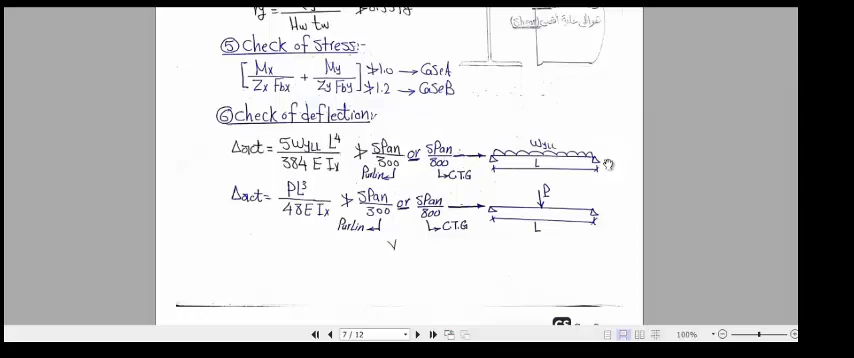 Hw tw
⑤ Check of stress:-
[Mx / Zx Fbx + My / Zy Fby] ≯ 1.0 → Case A
≯ 1.2 → Case B
⑥ Check of deflection:
Δact = 5 wyLL L⁴ / 384 E Ix ≯ Span / 300 or Span / 800
Purlin C.T.G
wyLL
L
Δact = PL³ / 48 E Ix ≯ Span / 300 or Span / 800
Purlin C.T.G
P
L
7 / 12
100%